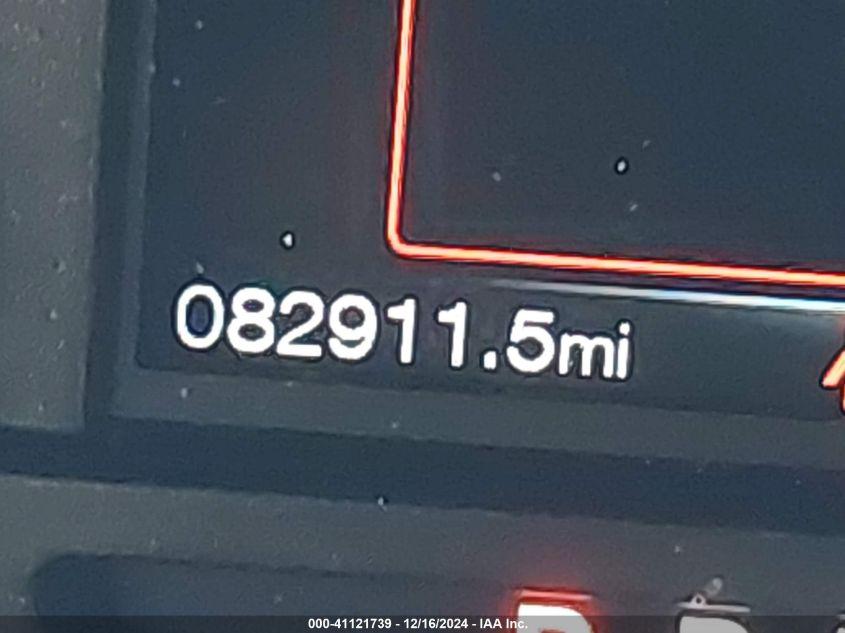 082911.5mi
P R
000-41121739 - 12/16/2024 - IAA Inc.